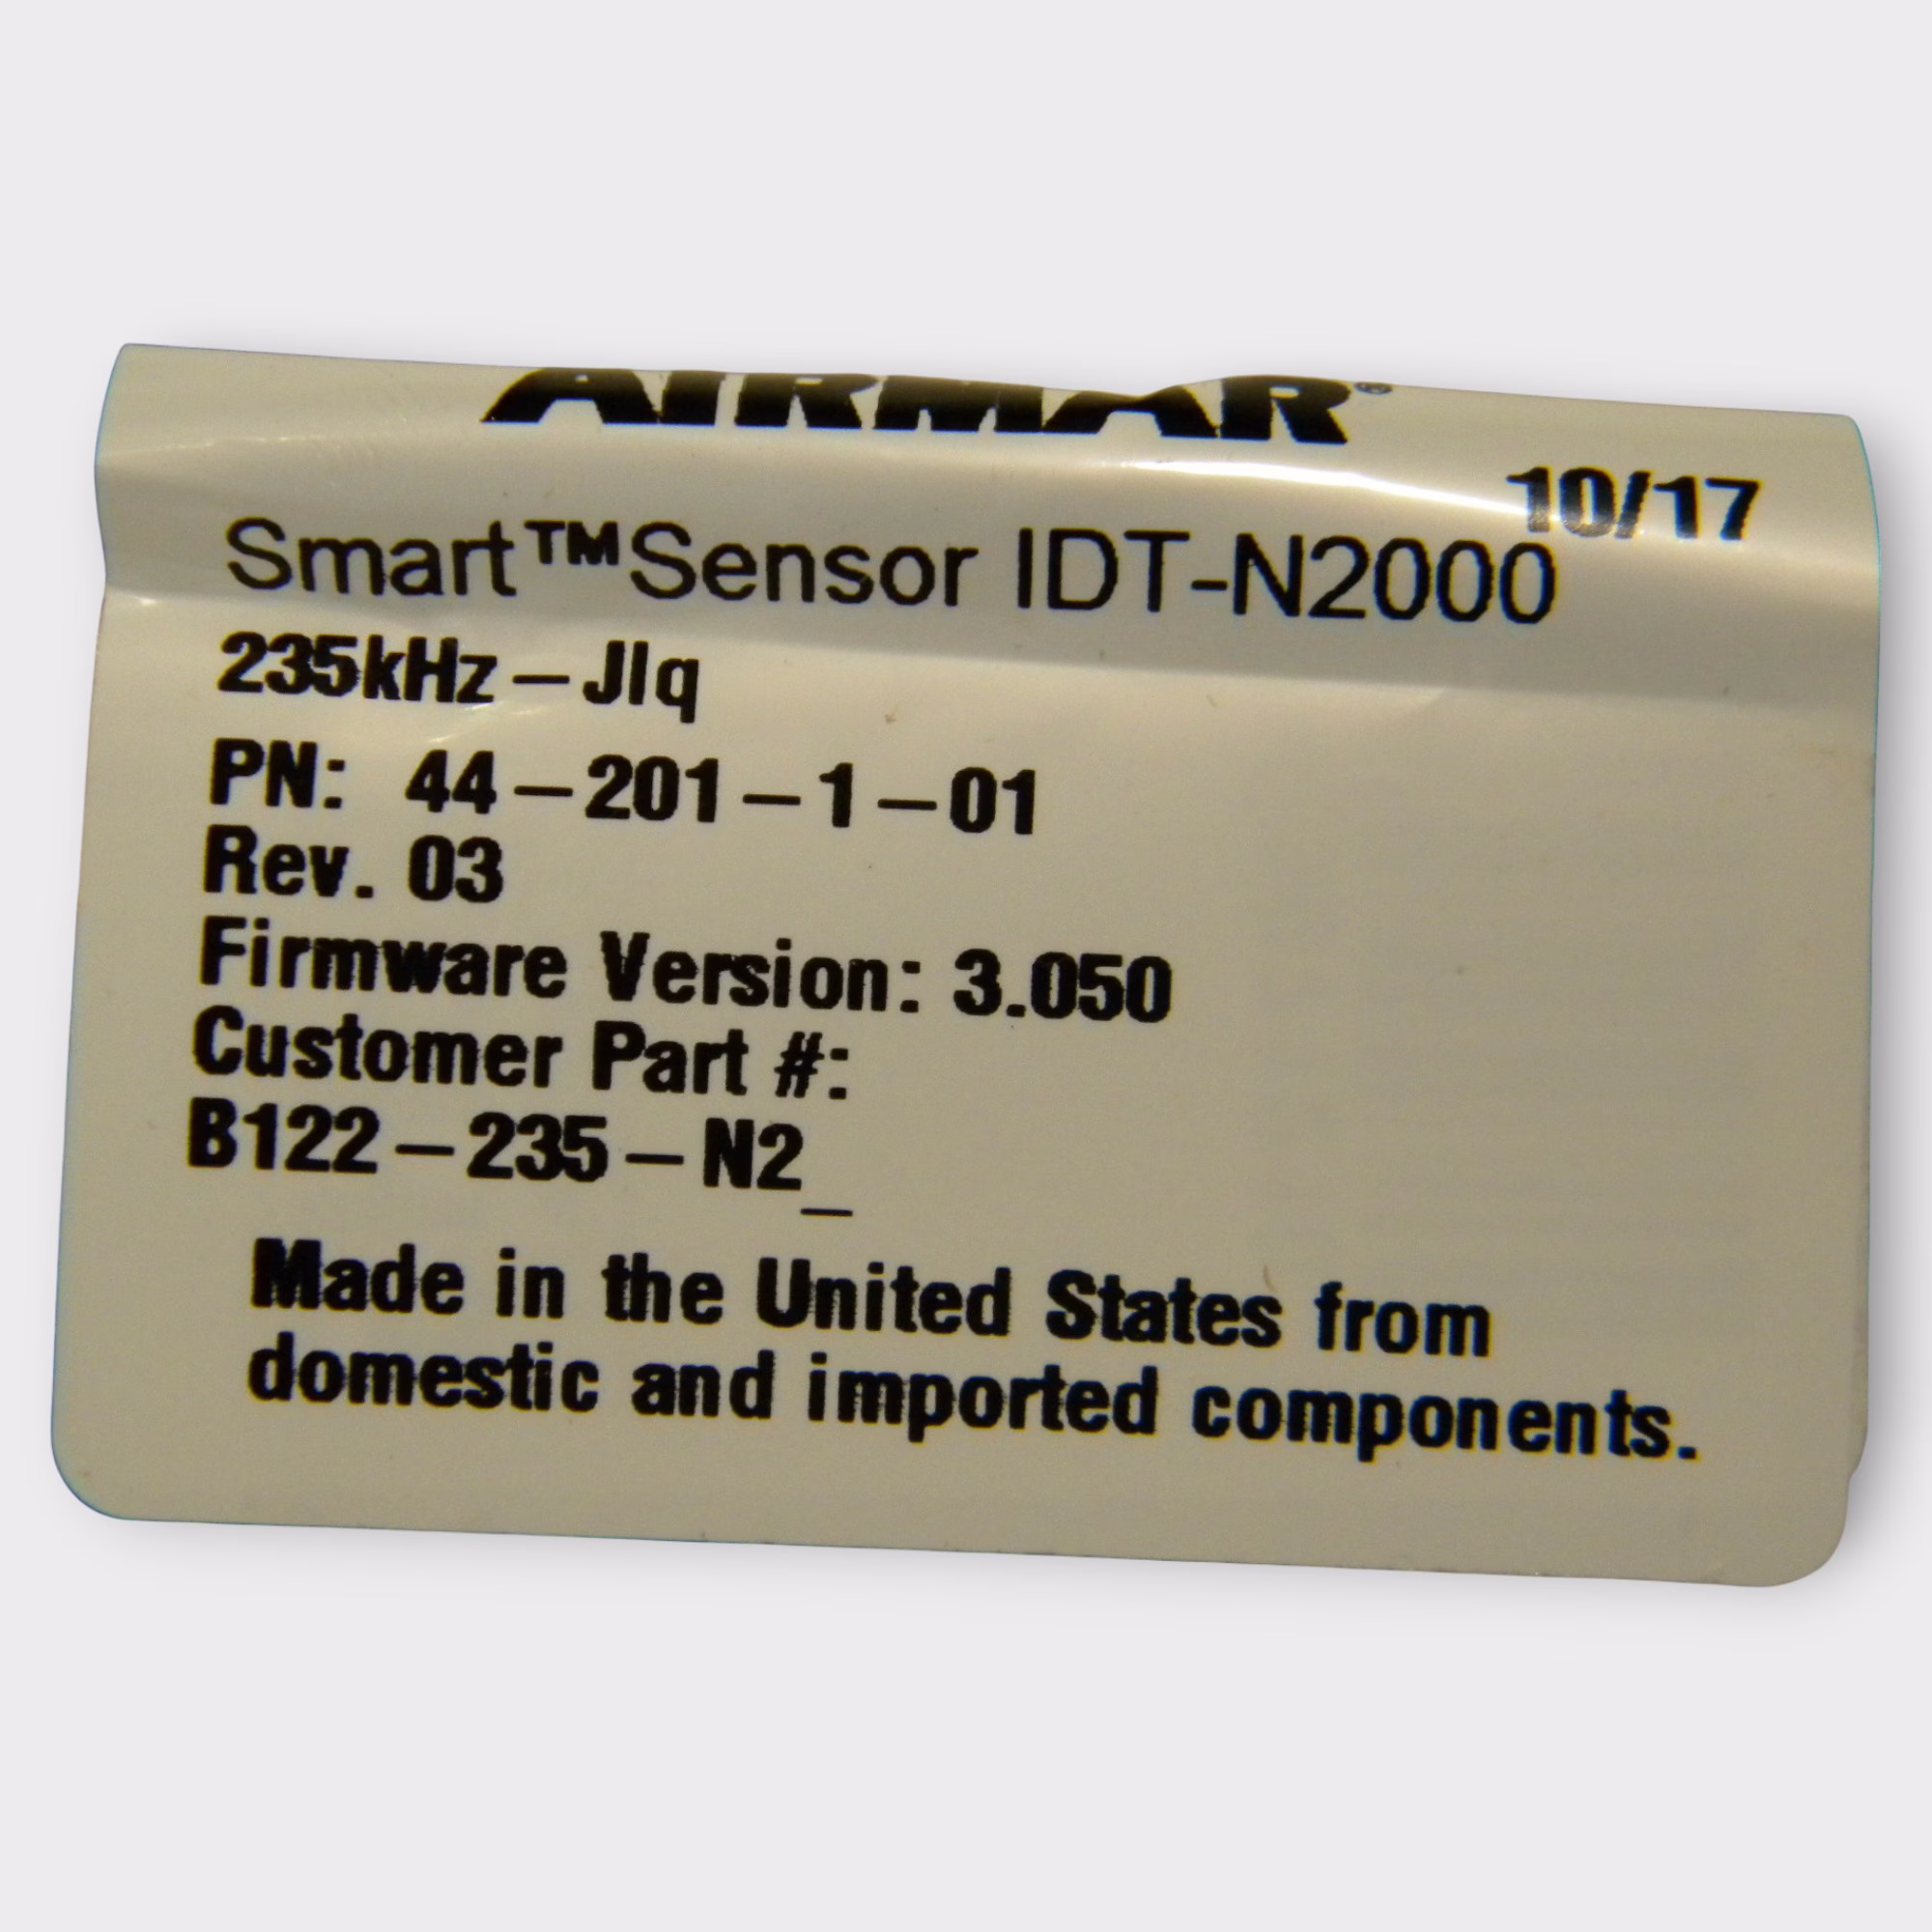 AIRMAR®
10/17
Smart™Sensor IDT-N2000
235kHz-JIq
PN: 44-201-1-01
Rev. 03
Firmware Version: 3.050
Customer Part #:
B122-235-N2_
Made in the United States from
domestic and imported components.